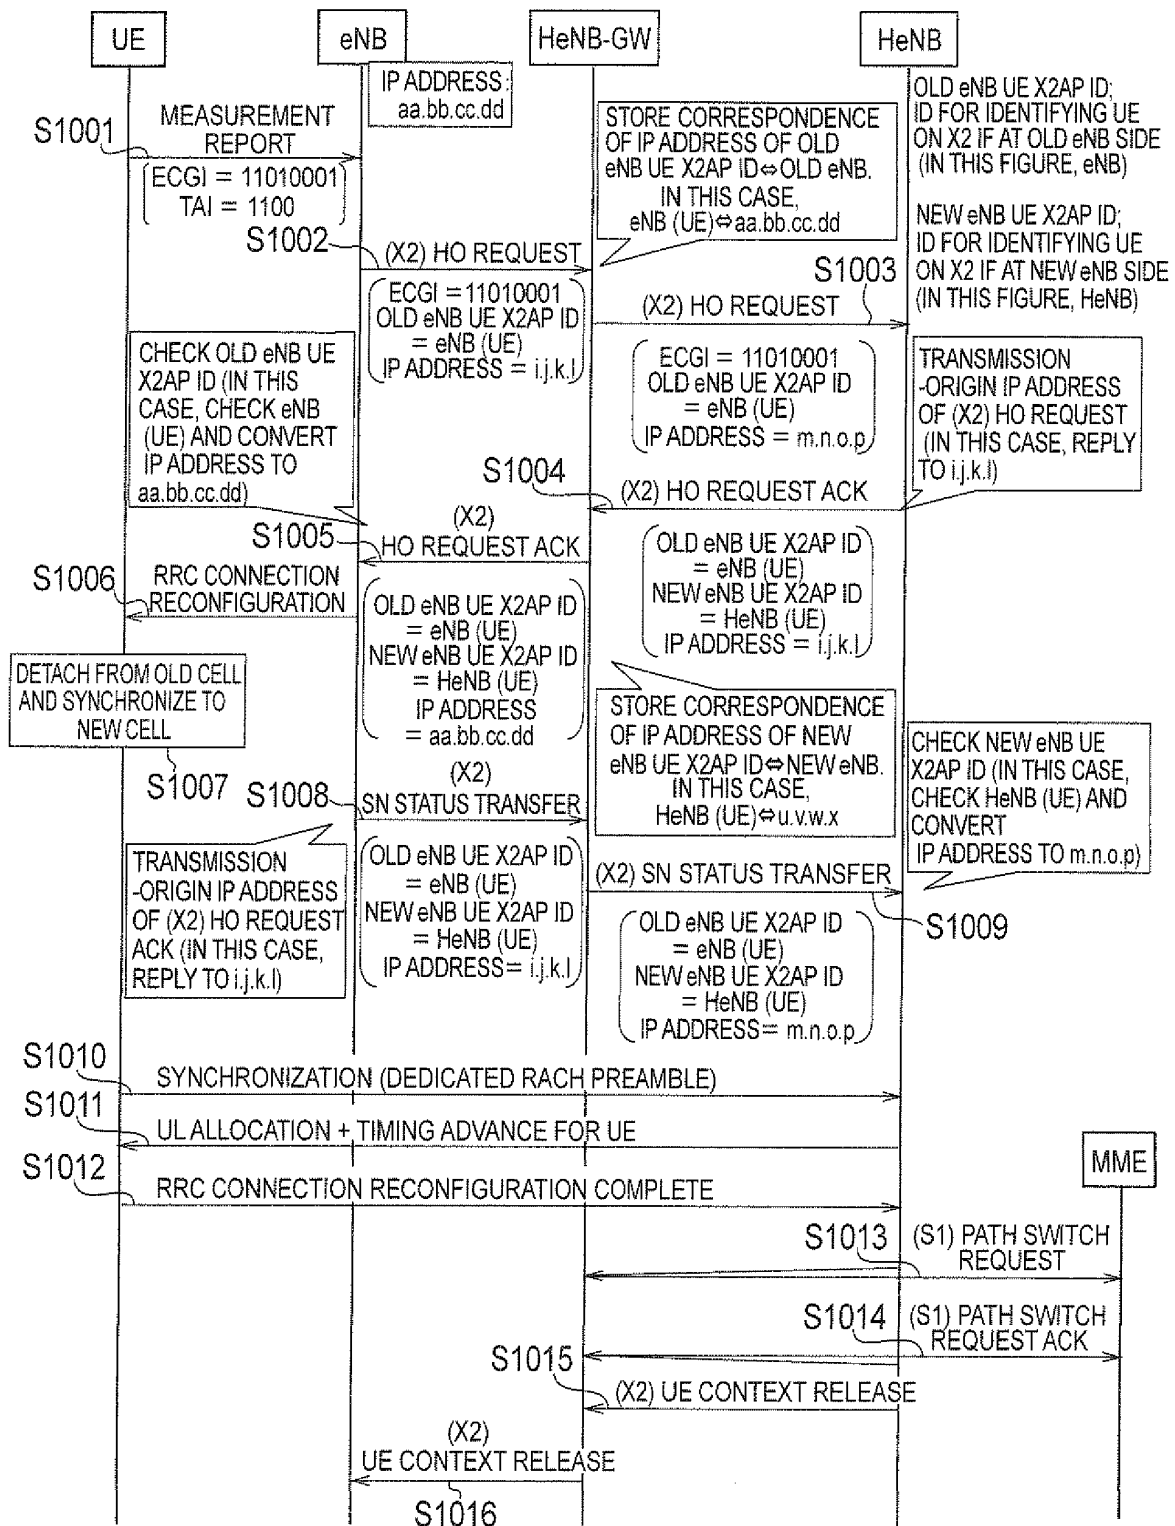 UE
eNB
HeNB-GW
HeNB
IP ADDRESS:
aa.bb.cc.dd
S1001
MEASUREMENT
REPORT
ECGI = 11010001
TAI = 1100
STORE CORRESPONDENCE
OF IP ADDRESS OF OLD
eNB UE X2AP ID⇔OLD eNB.
IN THIS CASE,
eNB (UE)⇔aa.bb.cc.dd
OLD eNB UE X2AP ID;
ID FOR IDENTIFYING UE
ON X2 IF AT OLD eNB SIDE
(IN THIS FIGURE, eNB)
NEW eNB UE X2AP ID;
ID FOR IDENTIFYING UE
ON X2 IF AT NEW eNB SIDE
(IN THIS FIGURE, HeNB)
S1002
(X2) HO REQUEST
ECGI = 11010001
OLD eNB UE X2AP ID
= eNB (UE)
IP ADDRESS = i.j.k.l
S1003
(X2) HO REQUEST
ECGI = 11010001
OLD eNB UE X2AP ID
= eNB (UE)
IP ADDRESS = m.n.o.p
CHECK OLD eNB UE
X2AP ID (IN THIS
CASE, CHECK eNB
(UE) AND CONVERT
IP ADDRESS TO
aa.bb.cc.dd)
TRANSMISSION
-ORIGIN IP ADDRESS
OF (X2) HO REQUEST
(IN THIS CASE, REPLY
TO i.j.k.l)
S1004
(X2) HO REQUEST ACK
OLD eNB UE X2AP ID
= eNB (UE)
NEW eNB UE X2AP ID
= HeNB (UE)
IP ADDRESS = i.j.k.l
S1005
(X2)
HO REQUEST ACK
OLD eNB UE X2AP ID
= eNB (UE)
NEW eNB UE X2AP ID
= HeNB (UE)
IP ADDRESS
= aa.bb.cc.dd
S1006
RRC CONNECTION
RECONFIGURATION
DETACH FROM OLD CELL
AND SYNCHRONIZE TO
NEW CELL
S1007
STORE CORRESPONDENCE
OF IP ADDRESS OF NEW
eNB UE X2AP ID⇔NEW eNB.
IN THIS CASE,
HeNB (UE)⇔u.v.w.x
CHECK NEW eNB UE
X2AP ID (IN THIS CASE,
CHECK HeNB (UE) AND
CONVERT
IP ADDRESS TO m.n.o.p)
S1008
(X2)
SN STATUS TRANSFER
OLD eNB UE X2AP ID
= eNB (UE)
NEW eNB UE X2AP ID
= HeNB (UE)
IP ADDRESS = i.j.k.l
TRANSMISSION
-ORIGIN IP ADDRESS
OF (X2) HO REQUEST
ACK (IN THIS CASE,
REPLY TO i.j.k.l)
(X2) SN STATUS TRANSFER
S1009
OLD eNB UE X2AP ID
= eNB (UE)
NEW eNB UE X2AP ID
= HeNB (UE)
IP ADDRESS = m.n.o.p
S1010
SYNCHRONIZATION (DEDICATED RACH PREAMBLE)
S1011
UL ALLOCATION + TIMING ADVANCE FOR UE
S1012
RRC CONNECTION RECONFIGURATION COMPLETE
MME
S1013
(S1) PATH SWITCH
REQUEST
S1014
(S1) PATH SWITCH
REQUEST ACK
S1015
(X2) UE CONTEXT RELEASE
(X2)
UE CONTEXT RELEASE
S1016